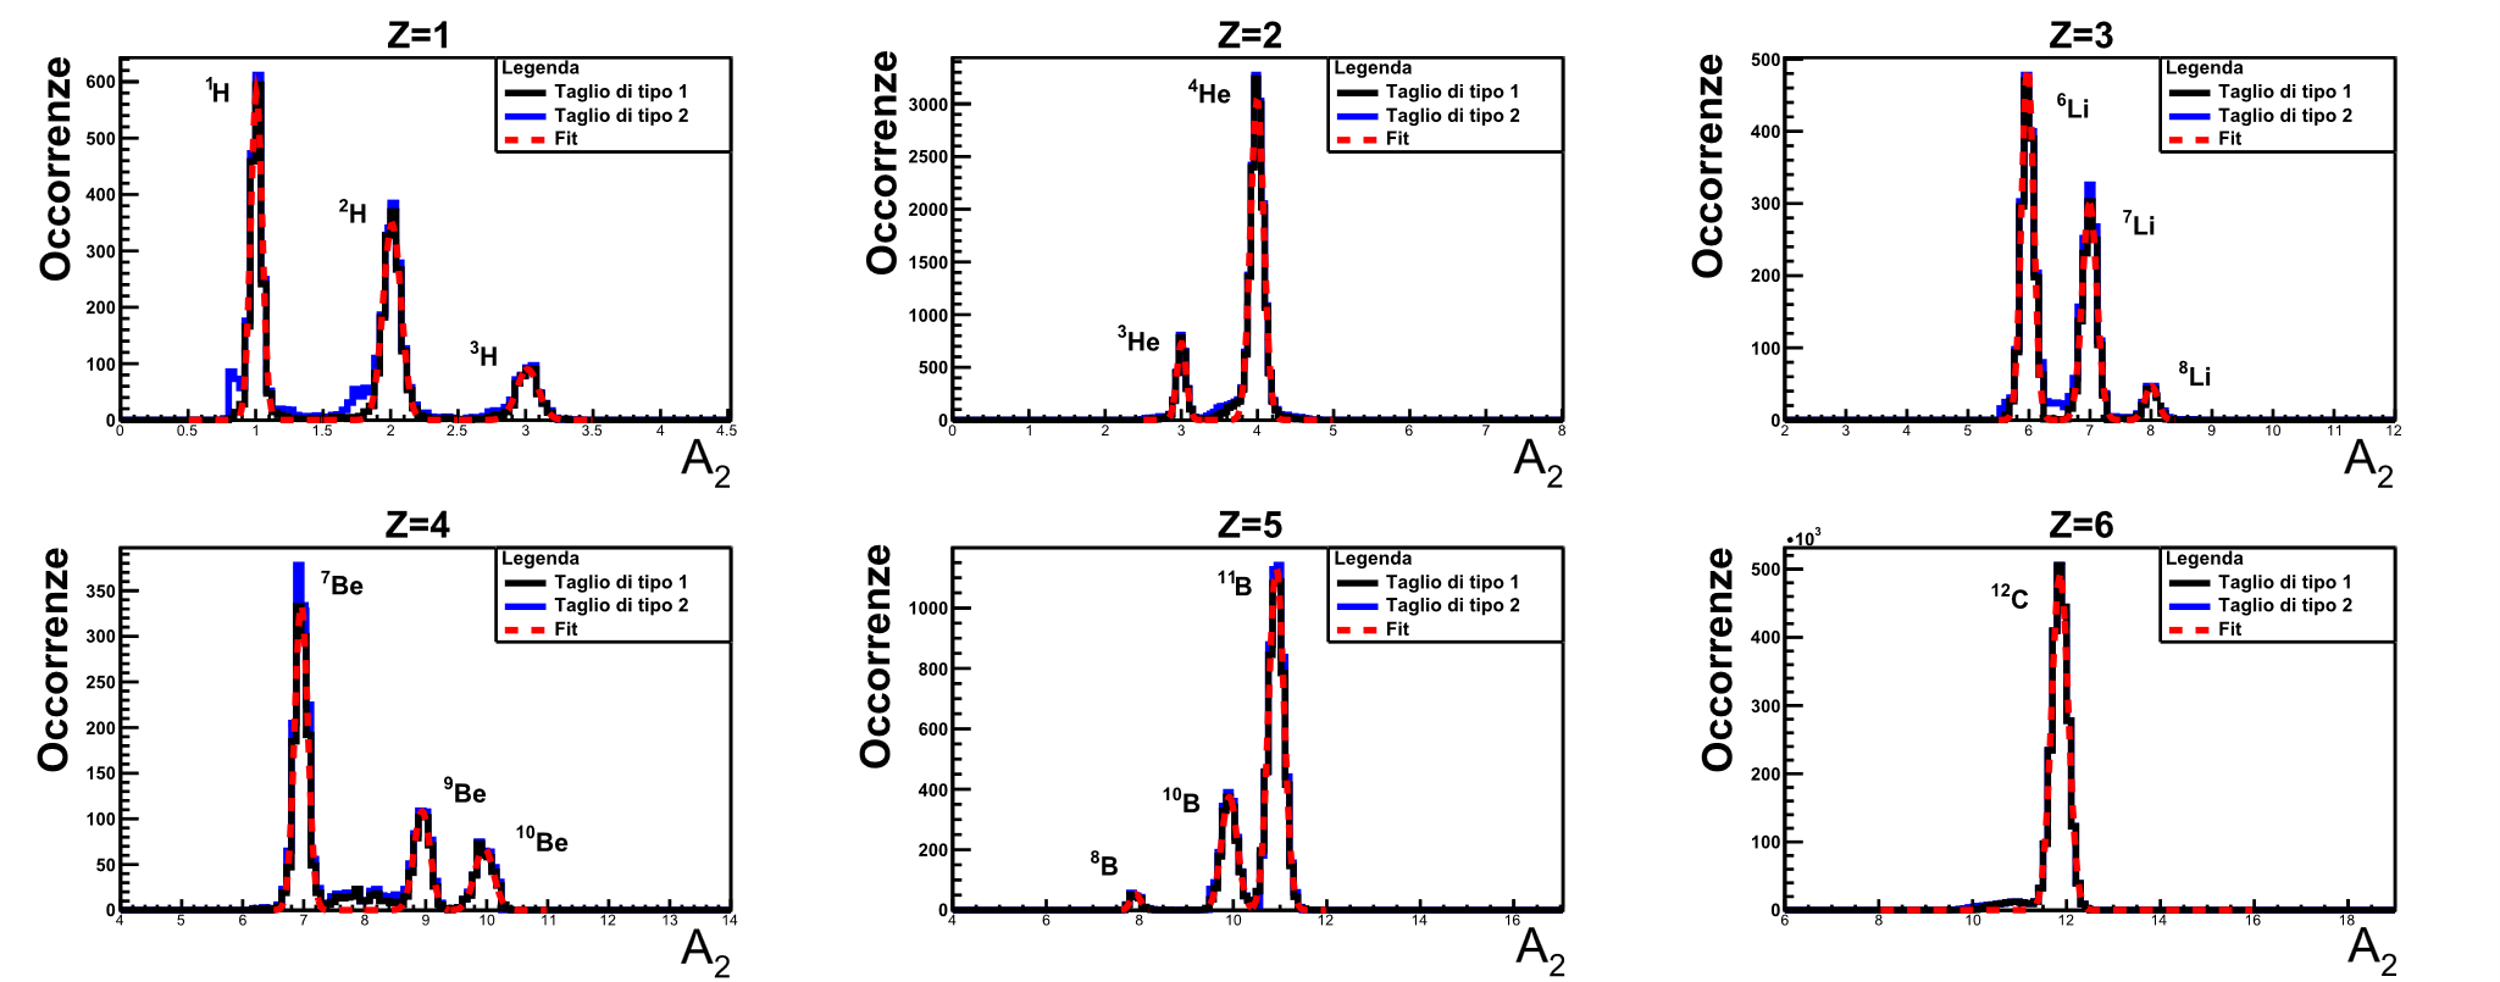 Z=1
Occorrenze
600
500
400
300
200
100
0
¹H
²H
³H
Legenda
Taglio di tipo 1
Taglio di tipo 2
Fit
0 0.5 1 1.5 2 2.5 3 3.5 4 4.5
A₂
Z=2
Occorrenze
3000
2500
2000
1500
1000
500
0
⁴He
³He
Legenda
Taglio di tipo 1
Taglio di tipo 2
Fit
0 1 2 3 4 5 6 7 8
A₂
Z=3
Occorrenze
500
400
300
200
100
0
⁶Li
⁷Li
⁸Li
Legenda
Taglio di tipo 1
Taglio di tipo 2
Fit
2 3 4 5 6 7 8 9 10 11 12
A₂
Z=4
Occorrenze
350
300
250
200
150
100
50
0
⁷Be
⁹Be
¹⁰Be
Legenda
Taglio di tipo 1
Taglio di tipo 2
Fit
4 5 6 7 8 9 10 11 12 13 14
A₂
Z=5
Occorrenze
1000
800
600
400
200
0
¹¹B
¹⁰B
⁸B
Legenda
Taglio di tipo 1
Taglio di tipo 2
Fit
4 6 8 10 12 14 16
A₂
Z=6
•10³
Occorrenze
500
400
300
200
100
0
¹²C
Legenda
Taglio di tipo 1
Taglio di tipo 2
Fit
6 8 10 12 14 16 18
A₂